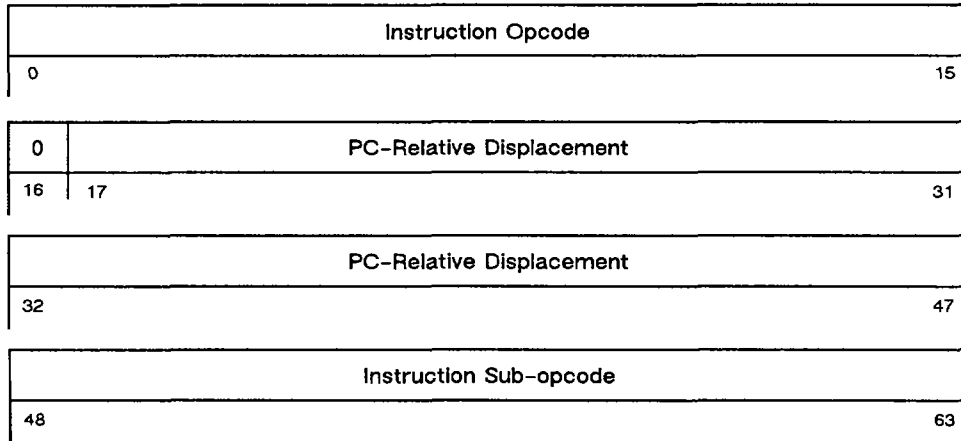 Instruction Opcode
0 15
0 PC-Relative Displacement
16 17 31
PC-Relative Displacement
32 47
Instruction Sub-opcode
48 63